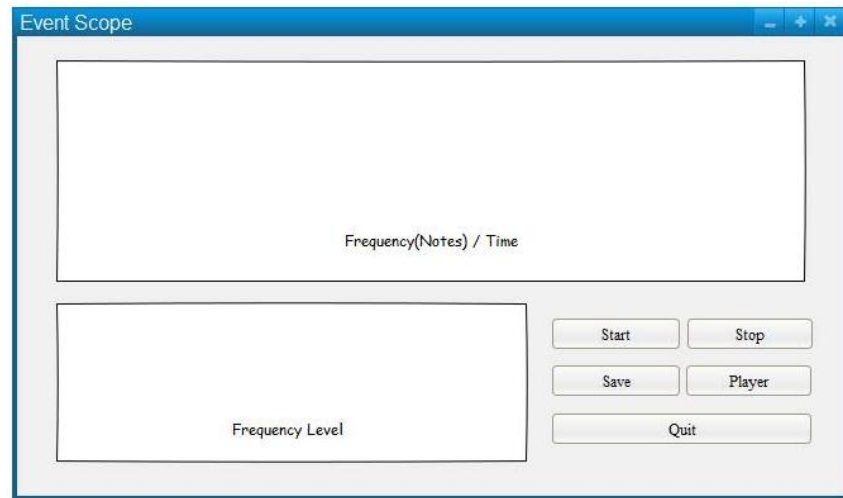 Event Scope
Frequency(Notes) / Time
Frequency Level
Start Stop
Save Player
Quit